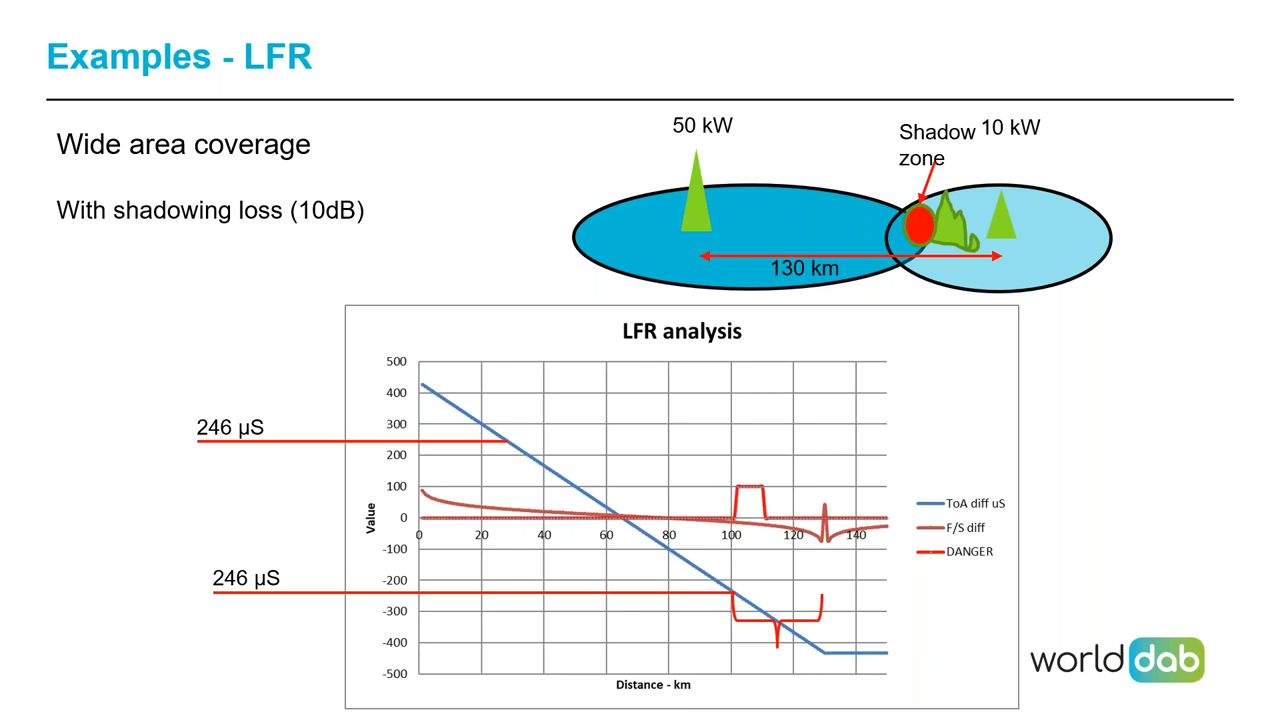 Examples - LFR
Wide area coverage
With shadowing loss (10dB)
50 kW
Shadow
zone
10 kW
130 km
LFR analysis
500
400
300
200
100
0
-100
-200
-300
-400
-500
0 20 40 60 80 100 120 140
Value
Distance - km
246 µS
246 µS
ToA diff uS
F/S diff
DANGER
world dab